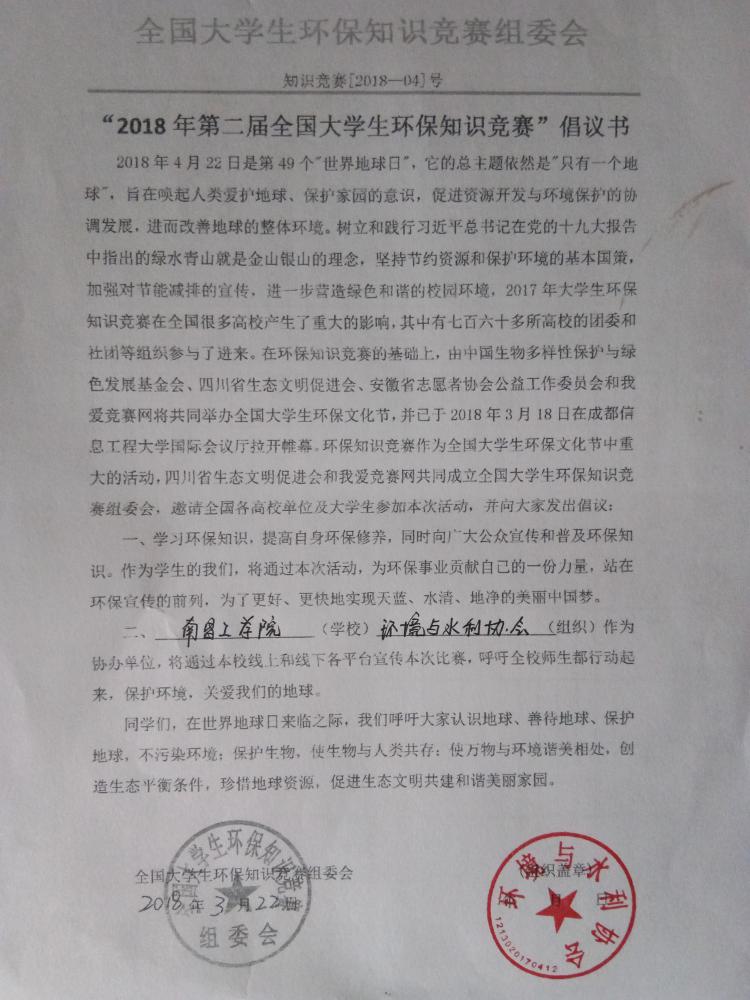 全国大学生环保知识竞赛组委会
知识竞赛[2018—04]号
“2018年第二届全国大学生环保知识竞赛”倡议书
2018年4月22日是第49个"世界地球日"，它的总主题依然是"只有一个地
球"，旨在唤起人类爱护地球、保护家园的意识，促进资源开发与环境保护的协
调发展，进而改善地球的整体环境。树立和践行习近平总书记在党的十九大报告
中指出的绿水青山就是金山银山的理念，坚持节约资源和保护环境的基本国策，
加强对节能减排的宣传，进一步营造绿色和谐的校园环境，2017年大学生环保
知识竞赛在全国很多高校产生了重大的影响，其中有七百六十多所高校的团委和
社团等组织参与了进来。在环保知识竞赛的基础上，由中国生物多样性保护与绿
色发展基金会、四川省生态文明促进会、安徽省志愿者协会公益工作委员会和我
爱竞赛网将共同举办全国大学生环保文化节，并已于2018年3月18日在成都信
息工程大学国际会议厅拉开帷幕。环保知识竞赛作为全国大学生环保文化节中重
大的活动，四川省生态文明促进会和我爱竞赛网共同成立全国大学生环保知识竞
赛组委会，邀请全国各高校单位及大学生参加本次活动，并向大家发出倡议：
一、学习环保知识，提高自身环保修养，同时向广大公众宣传和普及环保知
识。作为学生的我们，将通过本次活动，为环保事业贡献自己的一份力量，站在
环保宣传的前列，为了更好、更快地实现天蓝、水清、地净的美丽中国梦。
二、南昌工学院（学校）环境与水利协会（组织）作为
协办单位，将通过本校线上和线下各平台宣传本次比赛，呼吁全校师生都行动起
来，保护环境，关爱我们的地球。
同学们，在世界地球日来临之际，我们呼吁大家认识地球、善待地球、保护
地球，不污染环境；保护生物，使生物与人类共存；使万物与环境谐美相处，创
造生态平衡条件，珍惜地球资源，促进生态文明共建和谐美丽家园。
全国大学生环保知识竞赛组委会
（组织盖章）
2018年3月22日
月 日
全国大学生环保知识竞赛
组委会
环境与水利协会
1213020170412